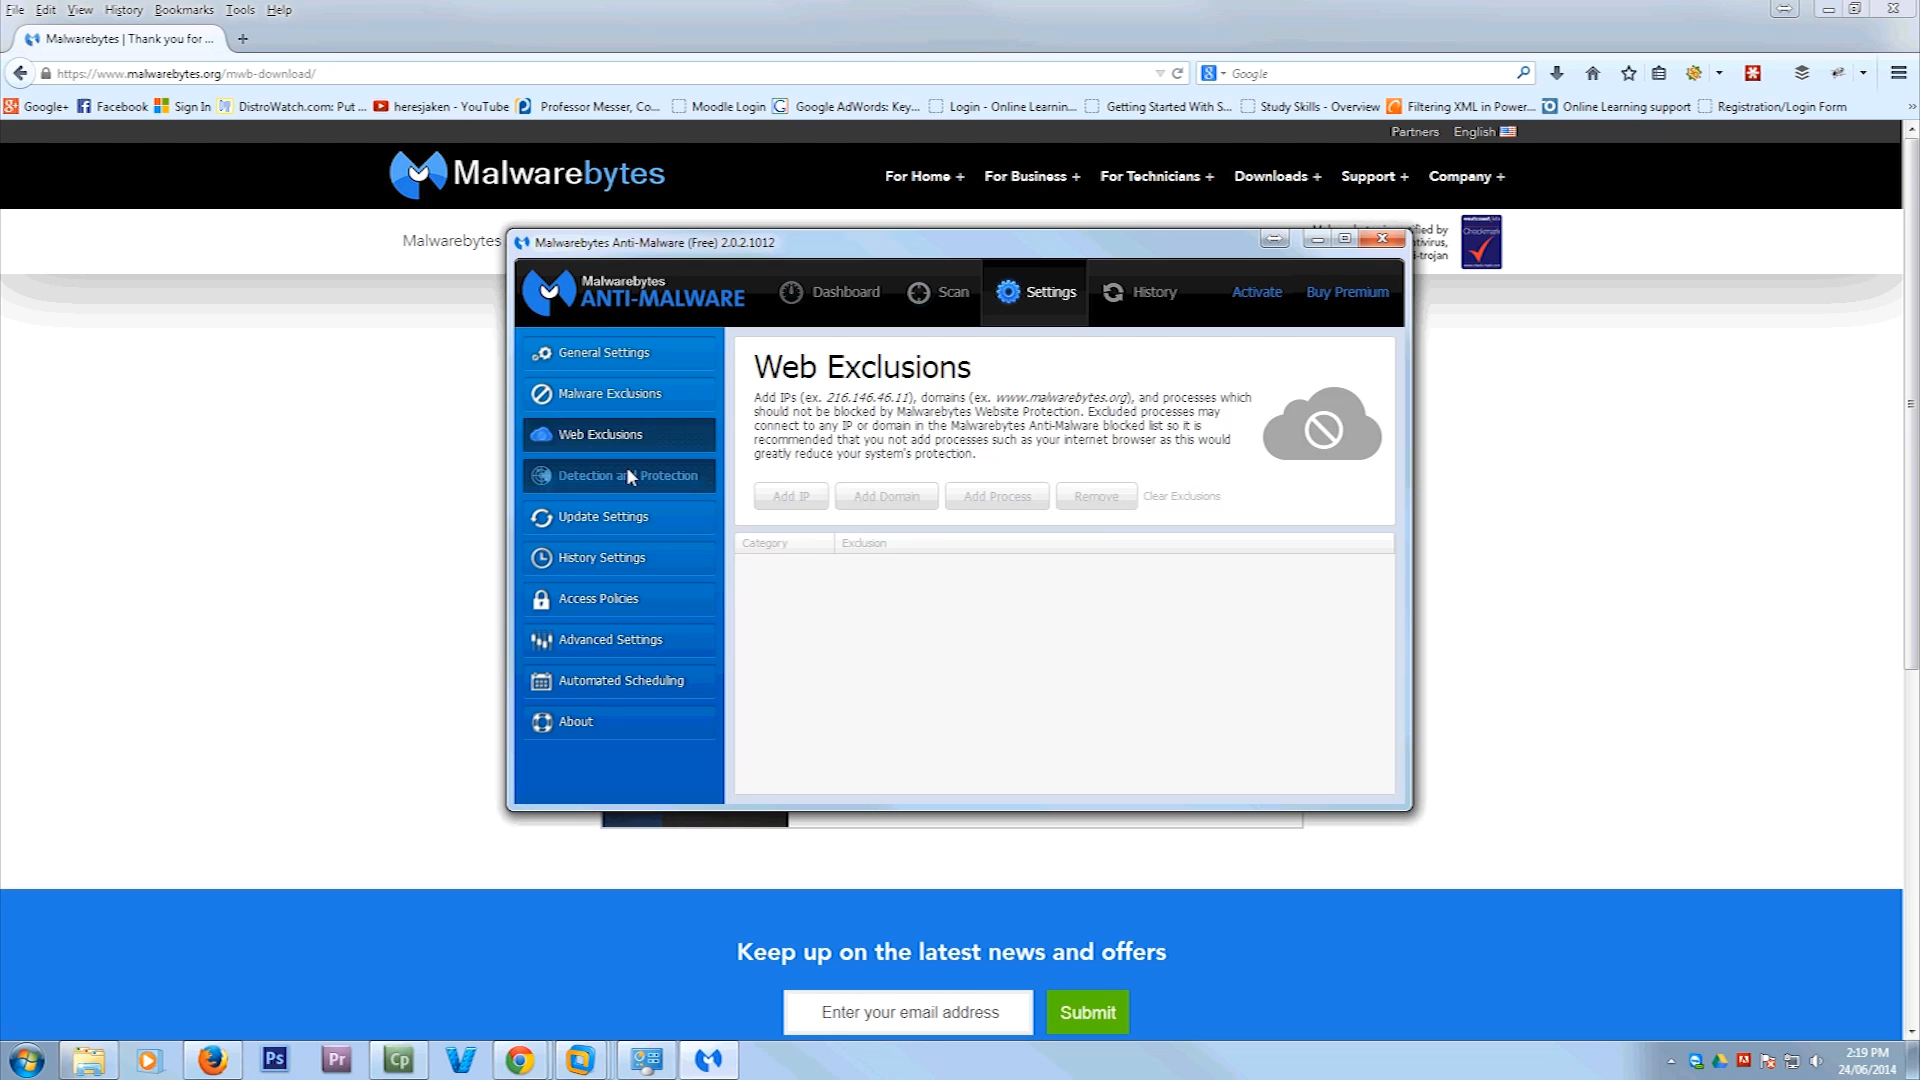 File Edit View History Bookmarks Tools Help
Malwarebytes | Thank you for ...
https://www.malwarebytes.org/mwb-download/
Google
Google+ Facebook Sign In DistroWatch.com: Put ... heresjaken - YouTube Professor Messer, Co... Moodle Login Google AdWords: Key... Login - Online Learnin... Getting Started With S... Study Skills - Overview Filtering XML in Power... Online Learning support Registration/Login Form
Partners English
Malwarebytes
For Home + For Business + For Technicians + Downloads + Support + Company +
Malwarebytes
Malwarebytes Anti-Malware (Free) 2.0.2.1012
Checkmark
Malwarebytes
ANTI-MALWARE
Dashboard Scan Settings History Activate Buy Premium
General Settings
Malware Exclusions
Web Exclusions
Detection and Protection
Update Settings
History Settings
Access Policies
Advanced Settings
Automated Scheduling
About
Web Exclusions
Add IPs (ex. 216.146.46.11), domains (ex. www.malwarebytes.org), and processes which
should not be blocked by Malwarebytes Website Protection. Excluded processes may
connect to any IP or domain in the Malwarebytes Anti-Malware blocked list so it is
recommended that you not add processes such as your internet browser as this would
greatly reduce your system's protection.
Add IP Add Domain Add Process Remove Clear Exclusions
Category Exclusion
Keep up on the latest news and offers
Enter your email address Submit
Ps Pr Cp
2:19 PM
24/06/2014